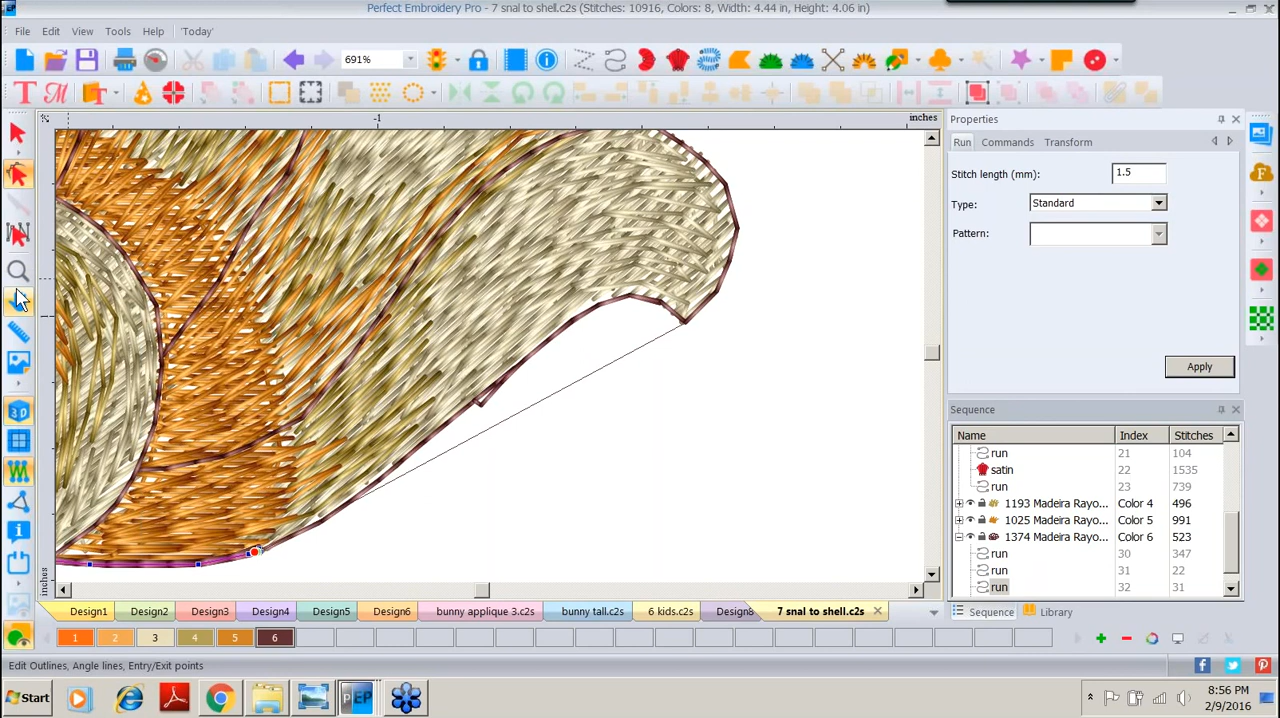 Perfect Embroidery Pro - 7 snal to shell.c2s (Stitches: 10916, Colors: 8, Width: 4.44 in, Height: 4.06 in)
File Edit View Tools Help 'Today'
691%
inches
-1
Properties
Run Commands Transform
Stitch length (mm): 1.5
Type: Standard
Pattern:
Apply
Sequence
Name Index Stitches
run 21 104
satin 22 1535
run 23 739
1193 Madeira Rayo... Color 4 496
1025 Madeira Rayo... Color 5 991
1374 Madeira Rayo... Color 6 523
run 30 347
run 31 22
run 32 31
Sequence Library
1
inches
3D
Design1 Design2 Design3 Design4 Design5 Design6 bunny applique 3.c2s bunny tall.c2s 6 kids.c2s Design8 7 snal to shell.c2s
1 2 3 4 5 6
Edit Outlines, Angle lines, Entry/Exit points
Start
8:56 PM
2/9/2016